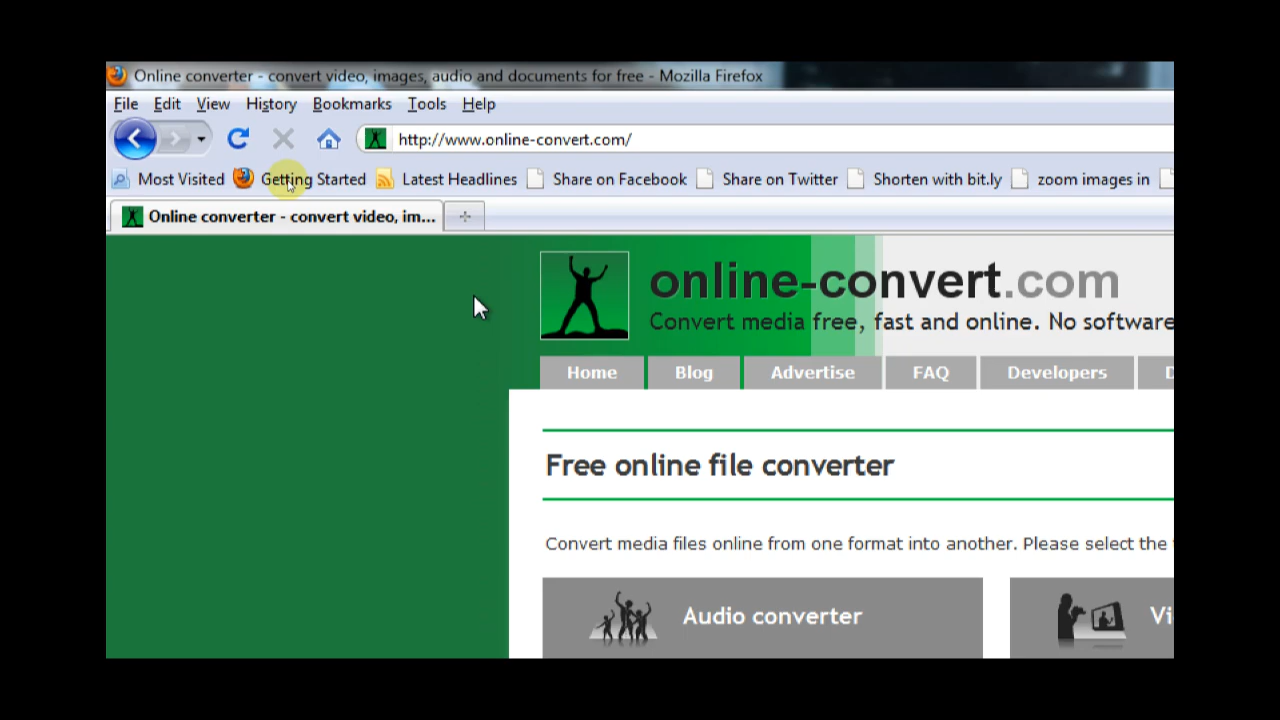 Online converter - convert video, images, audio and documents for free - Mozilla Firefox
File Edit View History Bookmarks Tools Help
http://www.online-convert.com/
Most Visited Getting Started Latest Headlines Share on Facebook Share on Twitter Shorten with bit.ly zoom images in
Online converter - convert video, im...
online-convert.com
Convert media free, fast and online. No software
Home Blog Advertise FAQ Developers D
Free online file converter
Convert media files online from one format into another. Please select the
Audio converter Vi